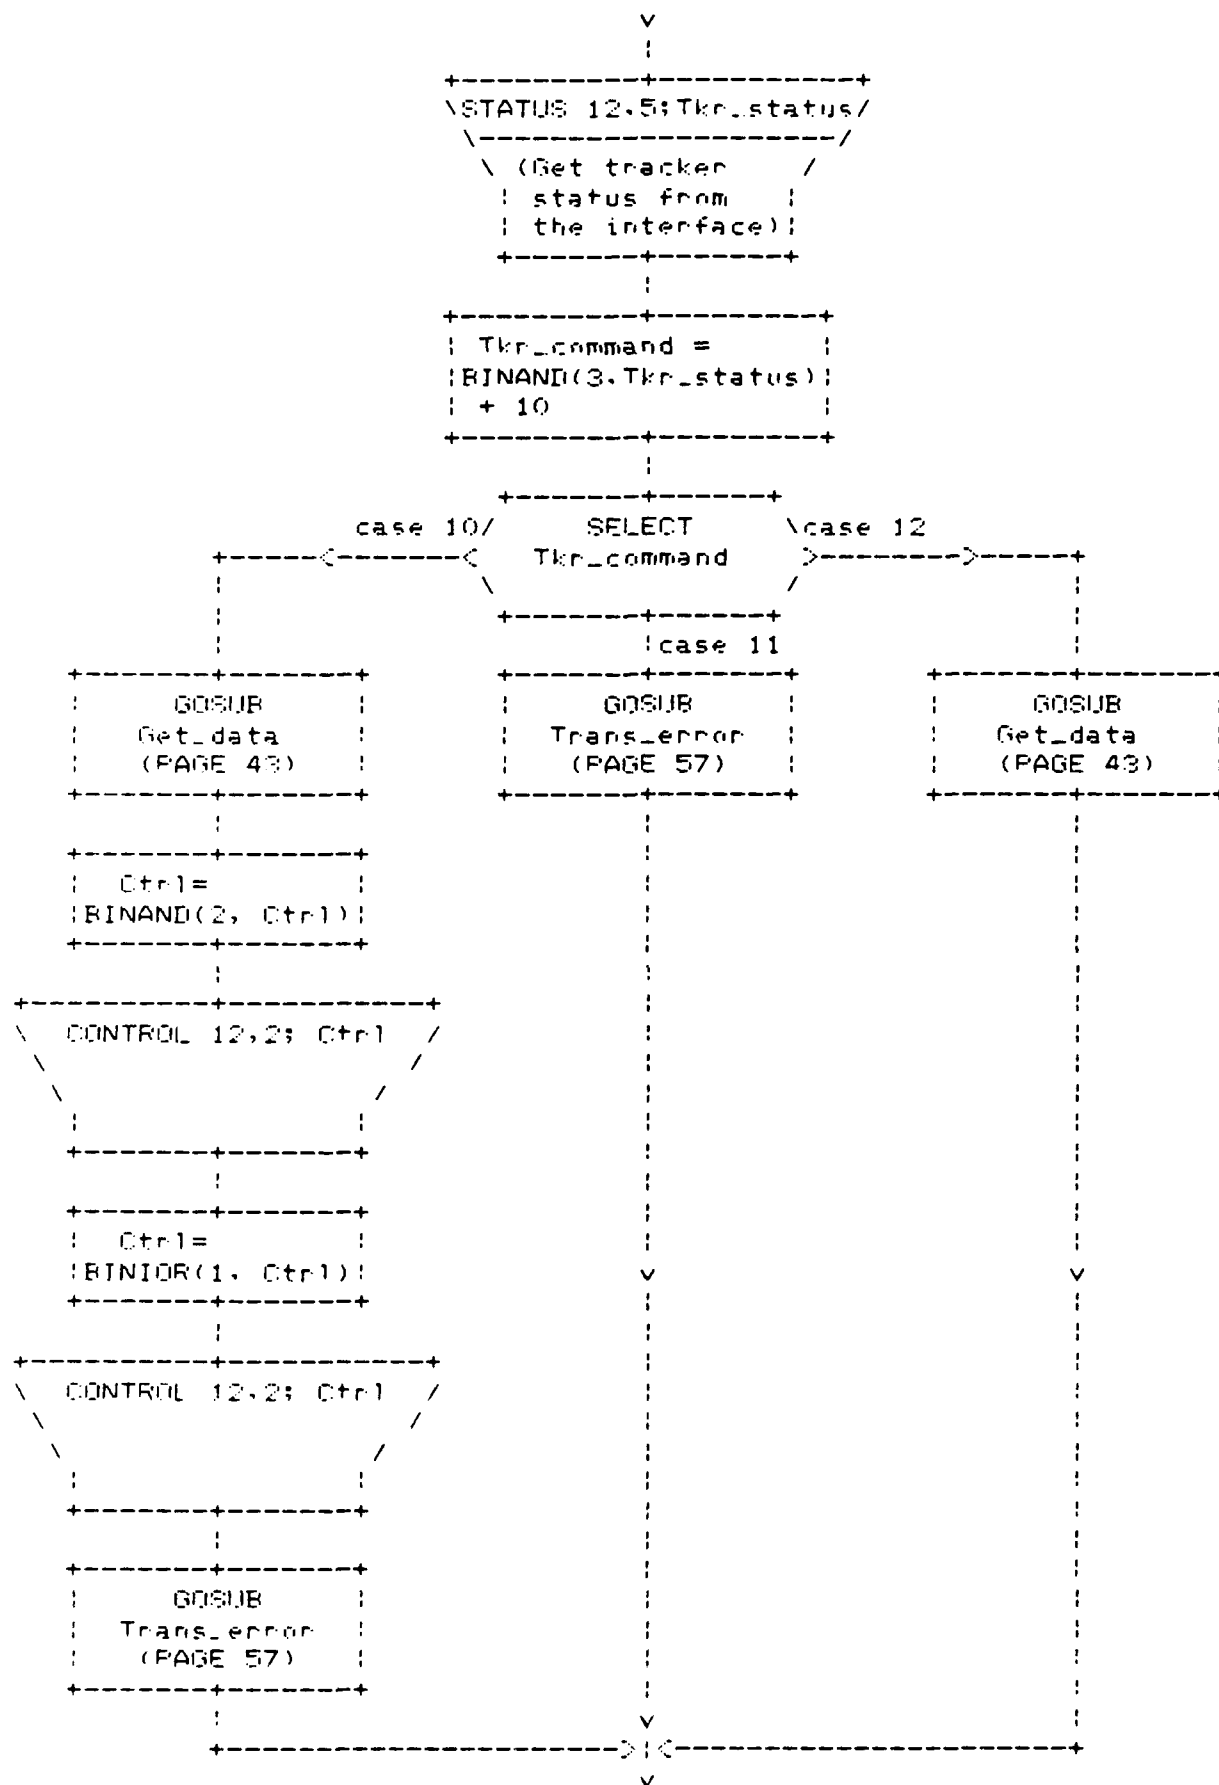 STATUS 12,5;Tkr_status
(Get tracker
status from
the interface)
Tkr_command =
BINAND(3,Tkr_status)
+ 10
case 10
SELECT
Tkr_command
case 12
case 11
GOSUB
Get_data
(PAGE 43)
GOSUB
Trans_error
(PAGE 57)
GOSUB
Get_data
(PAGE 43)
Ctrl=
BINAND(2, Ctrl)
CONTROL 12,2; Ctrl
Ctrl=
BINIOR(1, Ctrl)
CONTROL 12,2; Ctrl
GOSUB
Trans_error
(PAGE 57)